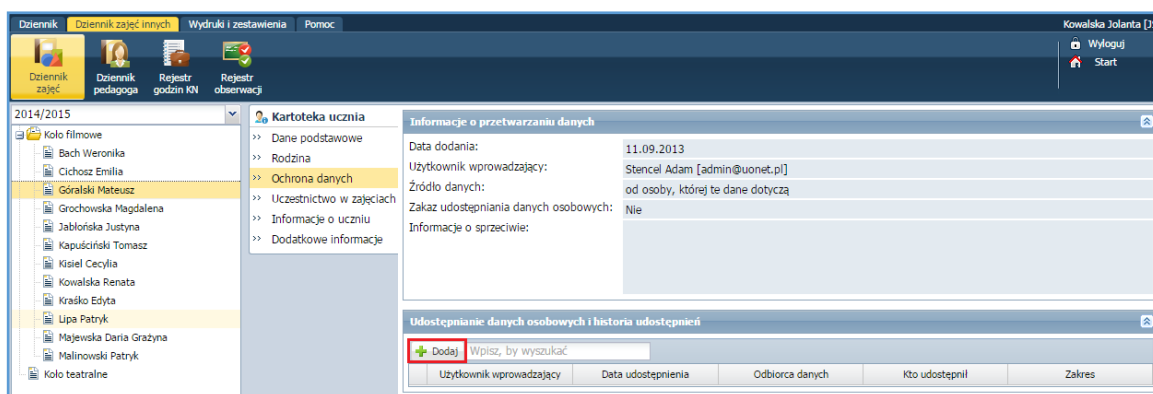 Dziennik Dziennik zajęć innych Wydruki i zestawienia Pomoc Kowalska Jolanta [JS
Dziennik zajęć
Dziennik pedagoga
Rejestr godzin KN
Rejestr obserwacji
Wyloguj
Start
2014/2015
Koło filmowe
Bach Weronika
Cichosz Emilia
Góralski Mateusz
Grochowska Magdalena
Jabłońska Justyna
Kapuściński Tomasz
Kisiel Cecylia
Kowalska Renata
Kraśko Edyta
Lipa Patryk
Majewska Daria Grażyna
Malinowski Patryk
Koło teatralne
Kartoteka ucznia
Dane podstawowe
Rodzina
Ochrona danych
Uczestnictwo w zajęciach
Informacje o uczniu
Dodatkowe informacje
Informacje o przetwarzaniu danych
Data dodania: 11.09.2013
Użytkownik wprowadzający: Stencel Adam [admin@uonet.pl]
Źródło danych: od osoby, której te dane dotyczą
Zakaz udostępniania danych osobowych: Nie
Informacje o sprzeciwie:
Udostępnianie danych osobowych i historia udostępnień
Dodaj Wpisz, by wyszukać
Użytkownik wprowadzający Data udostępnienia Odbiorca danych Kto udostępnił Zakres